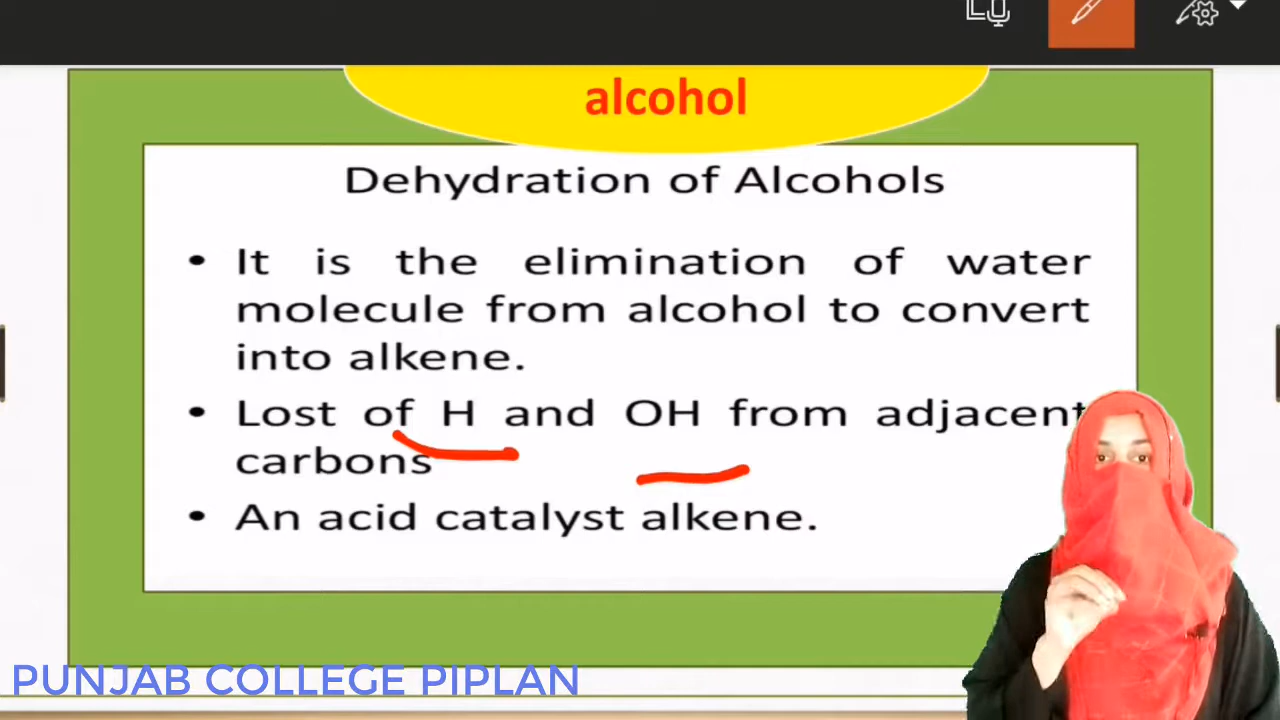 alcohol
Dehydration of Alcohols
• It is the elimination of water
molecule from alcohol to convert
into alkene.
• Lost of H and OH from adjacent
carbons
• An acid catalyst alkene.
PUNJAB COLLEGE PIPLAN